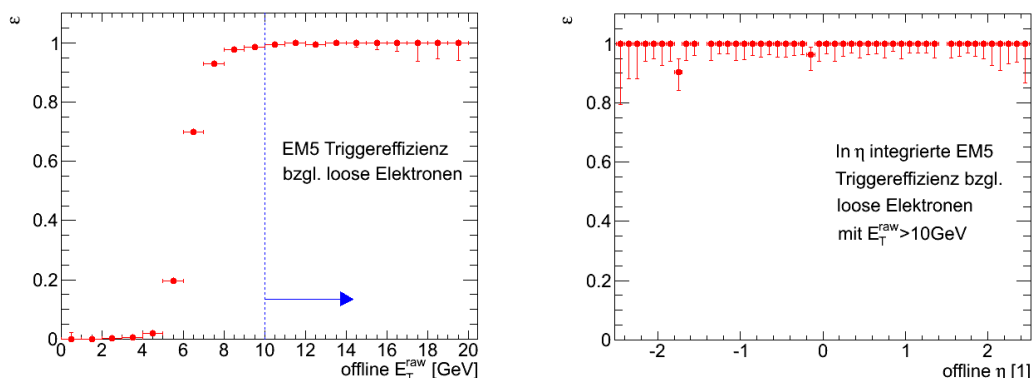 ε
1
0.8
0.6
0.4
0.2
0
EM5 Triggereffizienz
bzgl. loose Elektronen
0 2 4 6 8 10 12 14 16 18 20
offline E_T^raw [GeV]
ε
1
0.8
0.6
0.4
0.2
0
In η integrierte EM5
Triggereffizienz bzgl.
loose Elektronen
mit E_T^raw>10GeV
-2 -1 0 1 2
offline η [1]